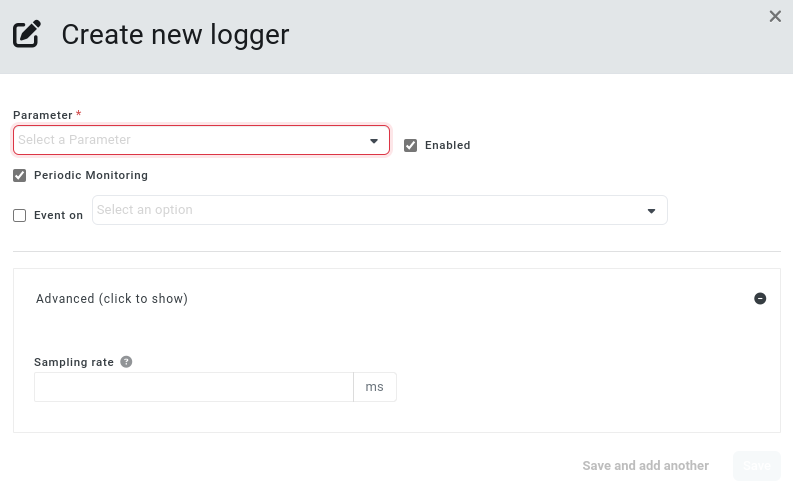 Create new logger
Parameter *
Select a Parameter
Enabled
Periodic Monitoring
Event on
Select an option
Advanced (click to show)
Sampling rate ?
ms
Save and add another
Save